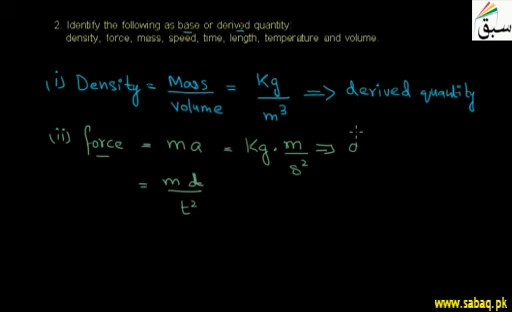 2. Identify the following as base or derived quantity:
density, force, mass, speed, time, length, temperature and volume.
سبق
(i) Density = Mass / Volume = Kg / m³ ⟹ derived quantity
(ii) force = ma = Kg · m / s² ⟹ d
= m d / t²
www.sabaq.pk